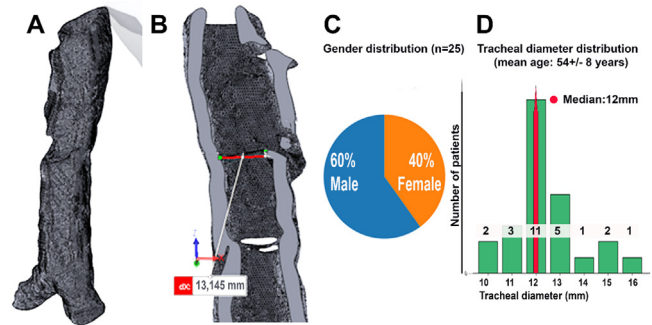 A
B
C
D
Gender distribution (n=25)
60%
Male
40%
Female
Tracheal diameter distribution
(mean age: 54+/- 8 years)
Median:12mm
Number of patients
2 3 11 5 1 2 1
10 11 12 13 14 15 16
Tracheal diameter (mm)
dX: 13,145 mm